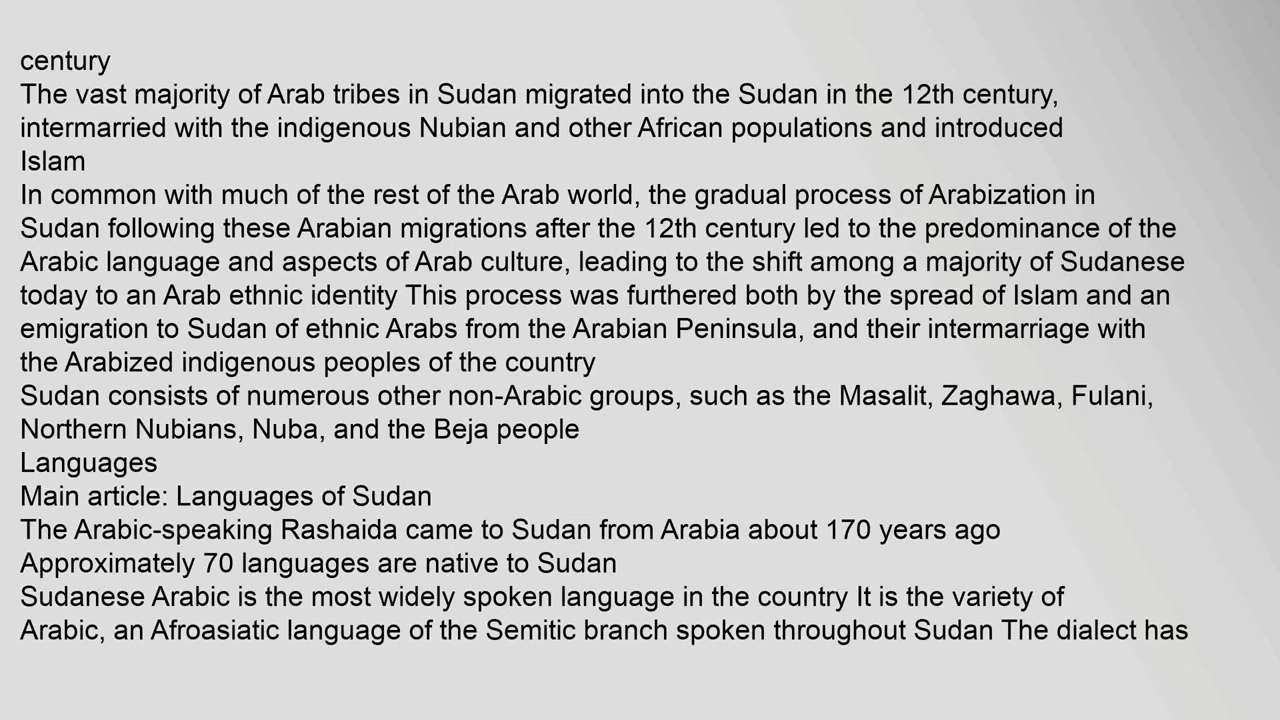 century
The vast majority of Arab tribes in Sudan migrated into the Sudan in the 12th century,
intermarried with the indigenous Nubian and other African populations and introduced
Islam
In common with much of the rest of the Arab world, the gradual process of Arabization in
Sudan following these Arabian migrations after the 12th century led to the predominance of the
Arabic language and aspects of Arab culture, leading to the shift among a majority of Sudanese
today to an Arab ethnic identity This process was furthered both by the spread of Islam and an
emigration to Sudan of ethnic Arabs from the Arabian Peninsula, and their intermarriage with
the Arabized indigenous peoples of the country
Sudan consists of numerous other non-Arabic groups, such as the Masalit, Zaghawa, Fulani,
Northern Nubians, Nuba, and the Beja people
Languages
Main article: Languages of Sudan
The Arabic-speaking Rashaida came to Sudan from Arabia about 170 years ago
Approximately 70 languages are native to Sudan
Sudanese Arabic is the most widely spoken language in the country It is the variety of
Arabic, an Afroasiatic language of the Semitic branch spoken throughout Sudan The dialect has